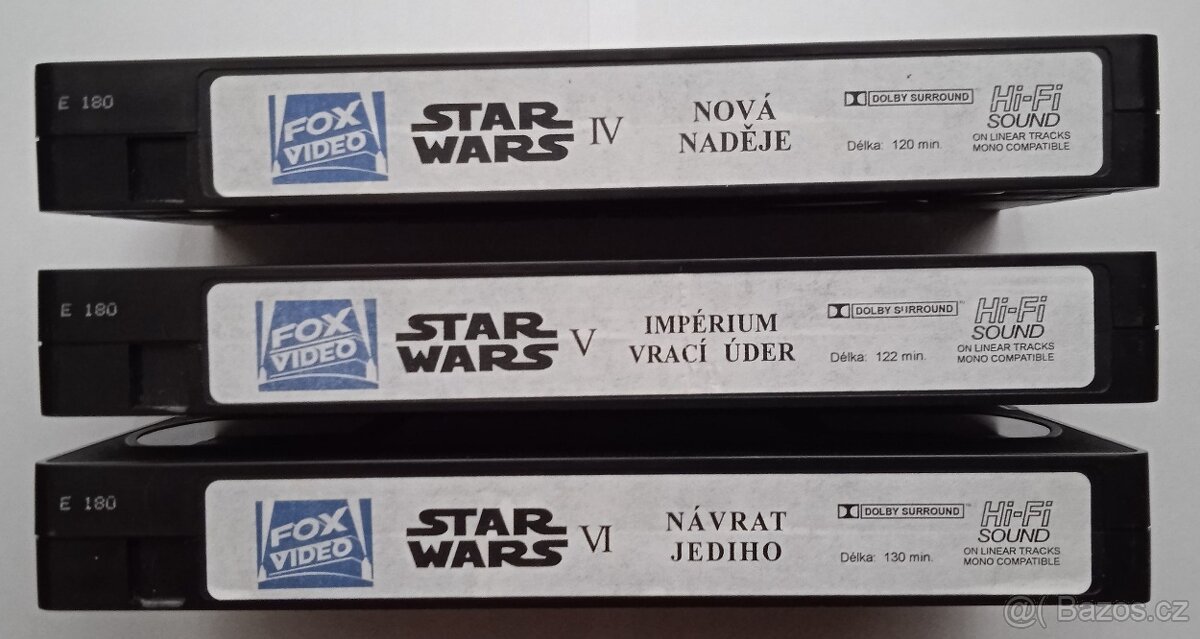 E 180
FOX
VIDEO
STAR
WARS
IV
NOVÁ
NADĚJE
DOLBY SURROUND
Délka: 120 min.
Hi-Fi
SOUND
ON LINEAR TRACKS
MONO COMPATIBLE
E 180
FOX
VIDEO
STAR
WARS
V
IMPÉRIUM
VRACÍ ÚDER
DOLBY SURROUND
Délka: 122 min.
Hi-Fi
SOUND
ON LINEAR TRACKS
MONO COMPATIBLE
E 180
FOX
VIDEO
STAR
WARS
VI
NÁVRAT
JEDIHO
DOLBY SURROUND
Délka: 130 min.
Hi-Fi
SOUND
ON LINEAR TRACKS
MONO COMPATIBLE
@( Bazos.cz